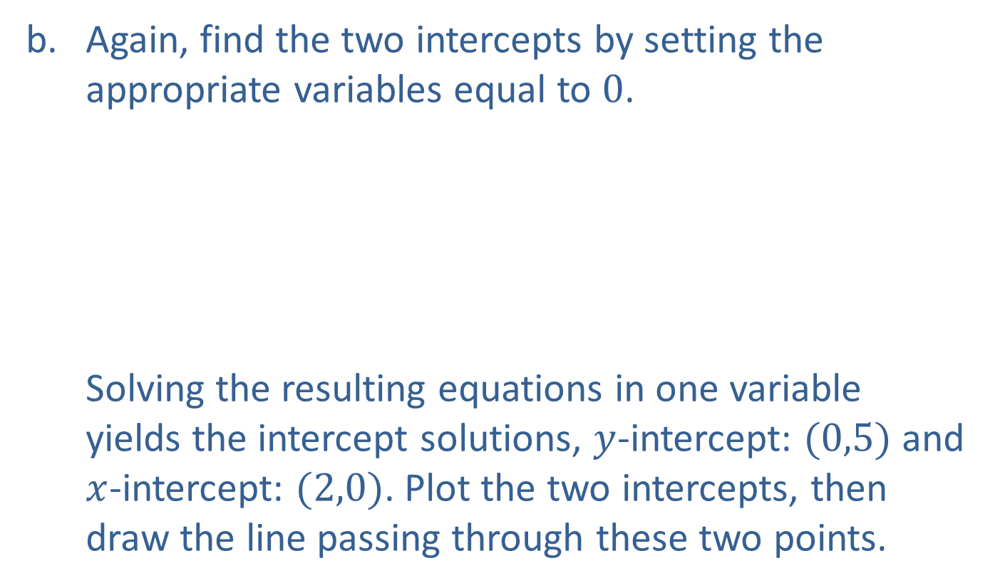 b. Again, find the two intercepts by setting the
appropriate variables equal to 0.
Solving the resulting equations in one variable
yields the intercept solutions, y-intercept: (0,5) and
x-intercept: (2,0). Plot the two intercepts, then
draw the line passing through these two points.